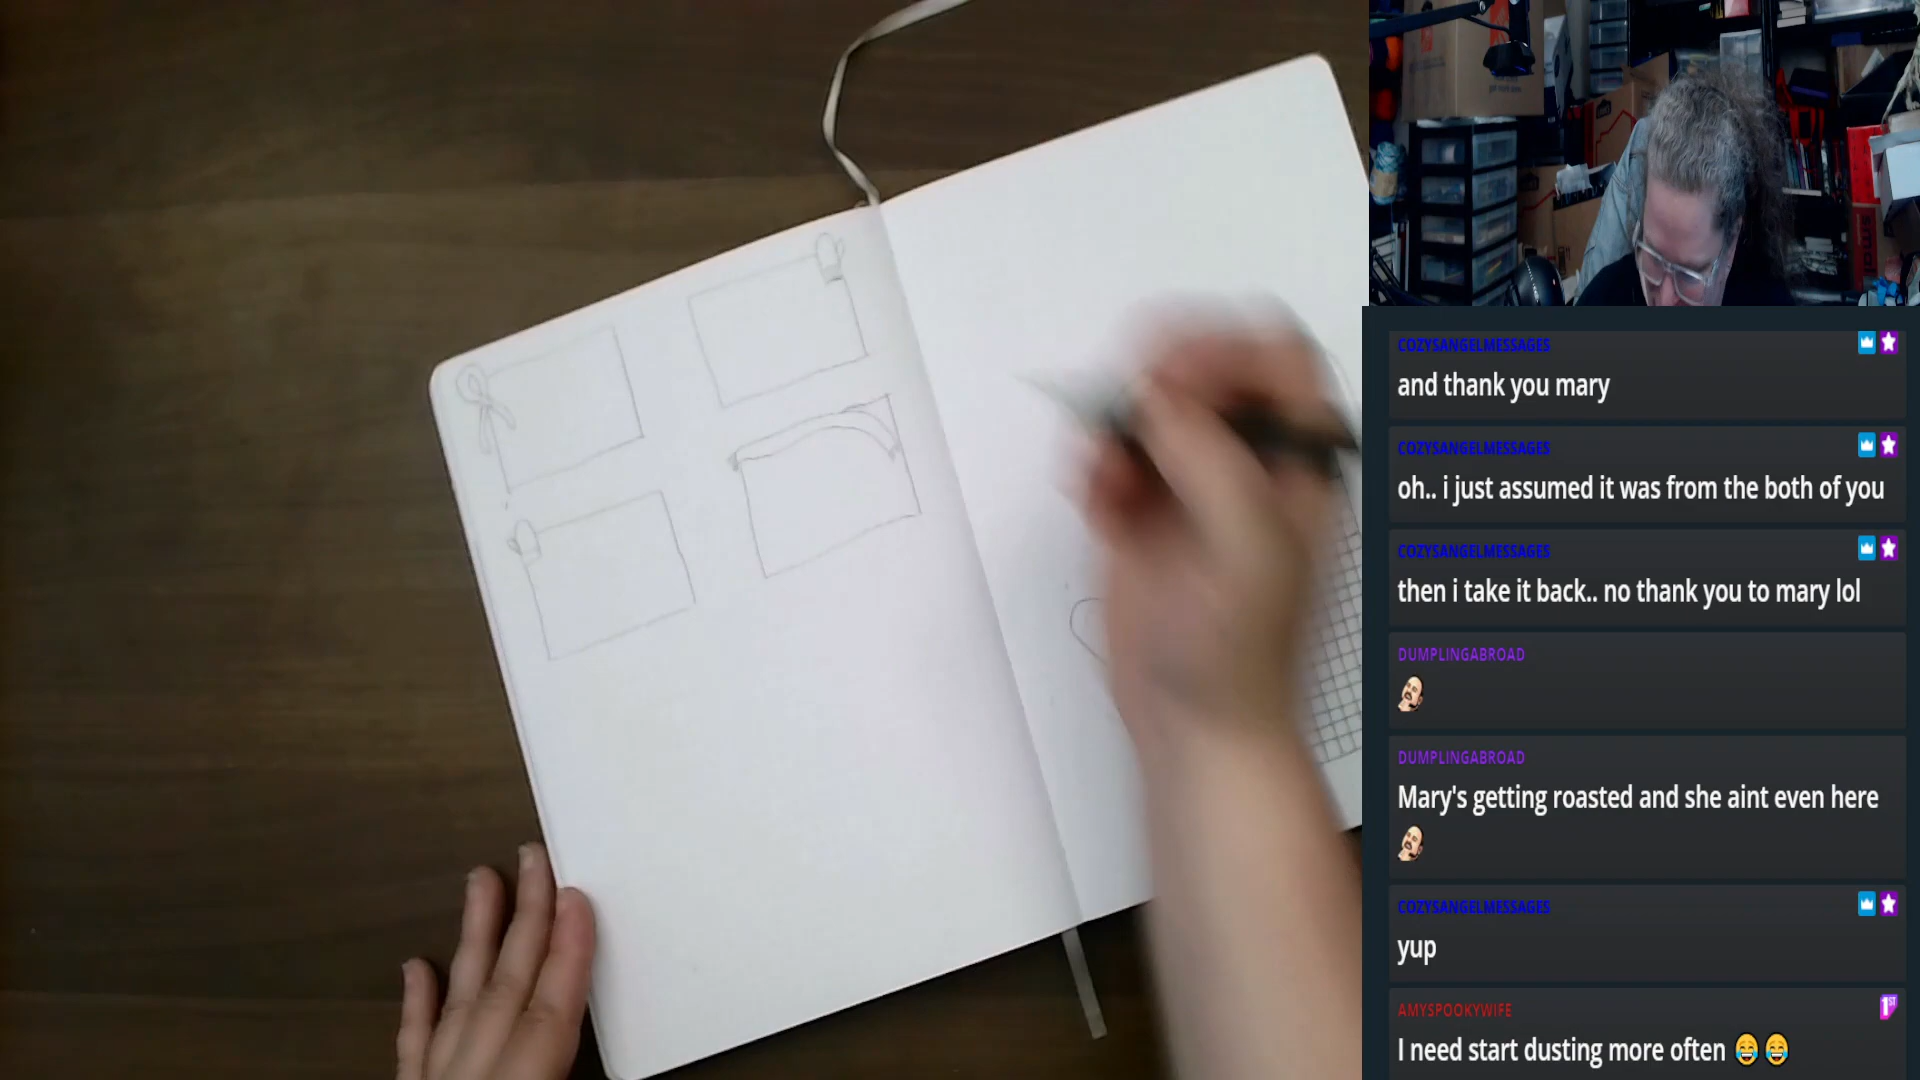 COZYSANGELMESSAGES
and thank you mary
COZYSANGELMESSAGES
oh.. i just assumed it was from the both of you
COZYSANGELMESSAGES
then i take it back.. no thank you to mary lol
DUMPLINGABROAD
DUMPLINGABROAD
Mary's getting roasted and she aint even here
COZYSANGELMESSAGES
yup
AMYSPOOKYWIFE
1ST
I need start dusting more often 😂 😂